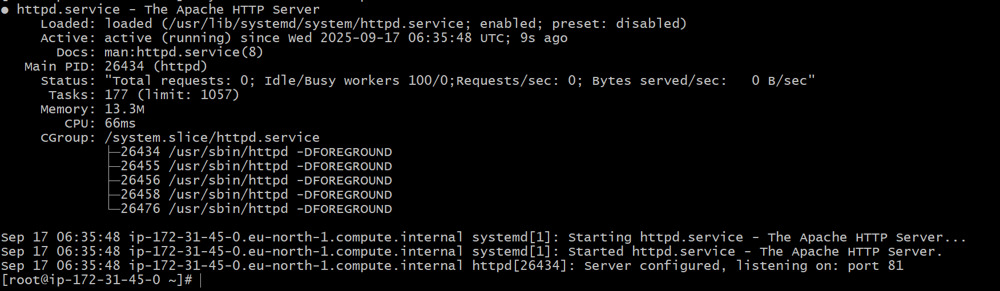 ● httpd.service - The Apache HTTP Server
     Loaded: loaded (/usr/lib/systemd/system/httpd.service; enabled; preset: disabled)
     Active: active (running) since Wed 2025-09-17 06:35:48 UTC; 9s ago
       Docs: man:httpd.service(8)
   Main PID: 26434 (httpd)
     Status: "Total requests: 0; Idle/Busy workers 100/0;Requests/sec: 0; Bytes served/sec:   0 B/sec"
      Tasks: 177 (limit: 1057)
     Memory: 13.3M
        CPU: 66ms
     CGroup: /system.slice/httpd.service
             ├─26434 /usr/sbin/httpd -DFOREGROUND
             ├─26455 /usr/sbin/httpd -DFOREGROUND
             ├─26456 /usr/sbin/httpd -DFOREGROUND
             ├─26458 /usr/sbin/httpd -DFOREGROUND
             └─26476 /usr/sbin/httpd -DFOREGROUND
Sep 17 06:35:48 ip-172-31-45-0.eu-north-1.compute.internal systemd[1]: Starting httpd.service - The Apache HTTP Server...
Sep 17 06:35:48 ip-172-31-45-0.eu-north-1.compute.internal systemd[1]: Started httpd.service - The Apache HTTP Server.
Sep 17 06:35:48 ip-172-31-45-0.eu-north-1.compute.internal httpd[26434]: Server configured, listening on: port 81
[root@ip-172-31-45-0 ~]#